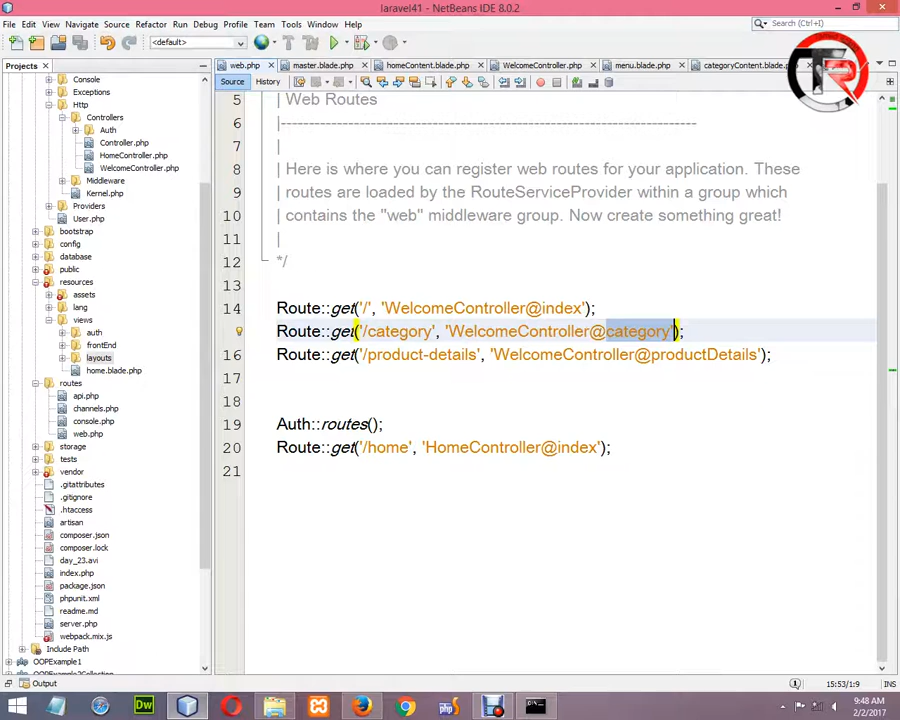 laravel41 - NetBeans IDE 8.0.2
File Edit View Navigate Source Refactor Run Debug Profile Team Tools Window Help
Search (Ctrl+I)
<default>
Projects
web.php master.blade.php homeContent.blade.php WelcomeController.php menu.blade.php categoryContent.blade.php
Source History
Console
Exceptions
Http
Controllers
Auth
Controller.php
HomeController.php
WelcomeController.php
Middleware
Kernel.php
Providers
User.php
bootstrap
config
database
public
resources
assets
lang
views
auth
frontEnd
layouts
home.blade.php
routes
api.php
channels.php
console.php
web.php
storage
tests
vendor
.gitattributes
.gitignore
.htaccess
artisan
composer.json
composer.lock
day_23.avi
index.php
package.json
phpunit.xml
readme.md
server.php
webpack.mix.js
Include Path
OOPExample1
OOPExample2Collection
5 | Web Routes
6 |--------------------------------------------------------------------------
7 |
8 | Here is where you can register web routes for your application. These
9 | routes are loaded by the RouteServiceProvider within a group which
10 | contains the "web" middleware group. Now create something great!
11 |
12 */
13
14 Route::get('/', 'WelcomeController@index');
Route::get('/category', 'WelcomeController@category');
16 Route::get('/product-details', 'WelcomeController@productDetails');
17
18
19 Auth::routes();
20 Route::get('/home', 'HomeController@index');
21
Output
15:53/1:9 INS
Dw
php
9:48 AM
2/2/2017